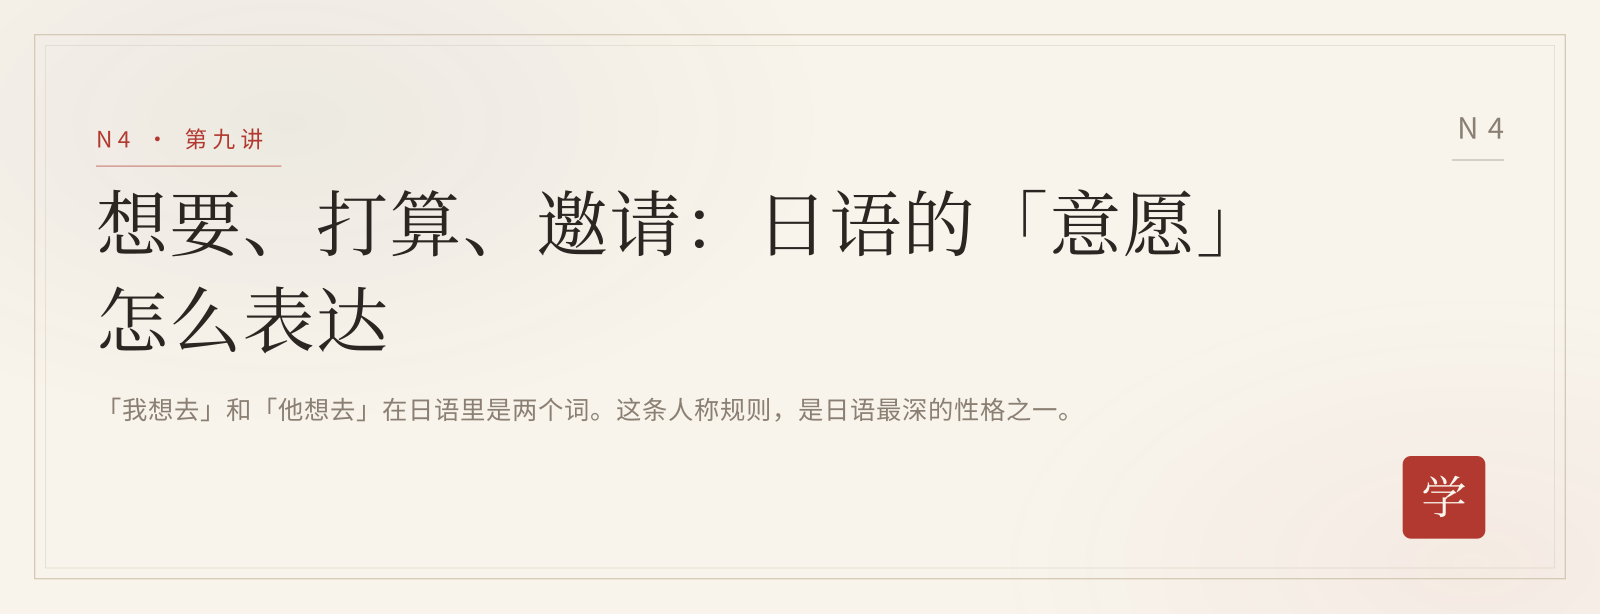 N4 · 第九讲
N4
想要、打算、邀请：日语的「意愿」
怎么表达
「我想去」和「他想去」在日语里是两个词。这条人称规则，是日语最深的性格之一。
学